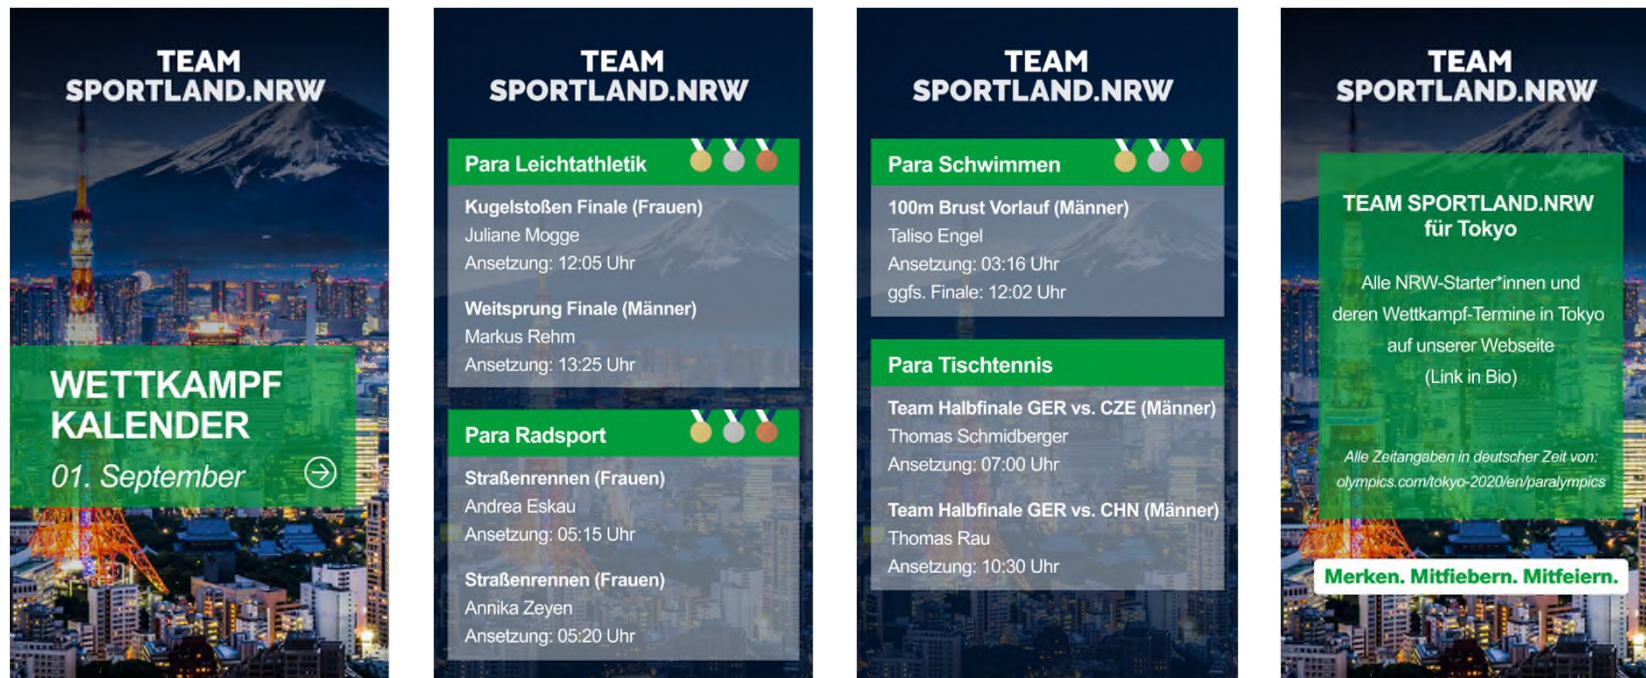 TEAM
SPORTLAND.NRW
WETTKAMPF
KALENDER
01. September
TEAM
SPORTLAND.NRW
Para Leichtathletik
Kugelstoßen Finale (Frauen)
Juliane Mogge
Ansetzung: 12:05 Uhr
Weitsprung Finale (Männer)
Markus Rehm
Ansetzung: 13:25 Uhr
Para Radsport
Straßenrennen (Frauen)
Andrea Eskau
Ansetzung: 05:15 Uhr
Straßenrennen (Frauen)
Annika Zeyen
Ansetzung: 05:20 Uhr
TEAM
SPORTLAND.NRW
Para Schwimmen
100m Brust Vorlauf (Männer)
Taliso Engel
Ansetzung: 03:16 Uhr
ggfs. Finale: 12:02 Uhr
Para Tischtennis
Team Halbfinale GER vs. CZE (Männer)
Thomas Schmidberger
Ansetzung: 07:00 Uhr
Team Halbfinale GER vs. CHN (Männer)
Thomas Rau
Ansetzung: 10:30 Uhr
TEAM
SPORTLAND.NRW
TEAM SPORTLAND.NRW
für Tokyo
Alle NRW-Starter*innen und
deren Wettkampf-Termine in Tokyo
auf unserer Webseite
(Link in Bio)
Alle Zeitangaben in deutscher Zeit von:
olympics.com/tokyo-2020/en/paralympics
Merken. Mitfiebern. Mitfeiern.